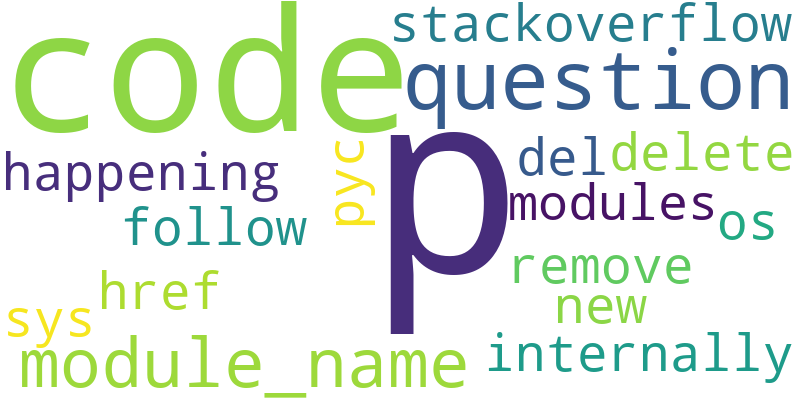 stackoverflow
code
question
p
happening
pyc
del
delete
modules
follow
os
remove
href
new
sys
internally
module_name